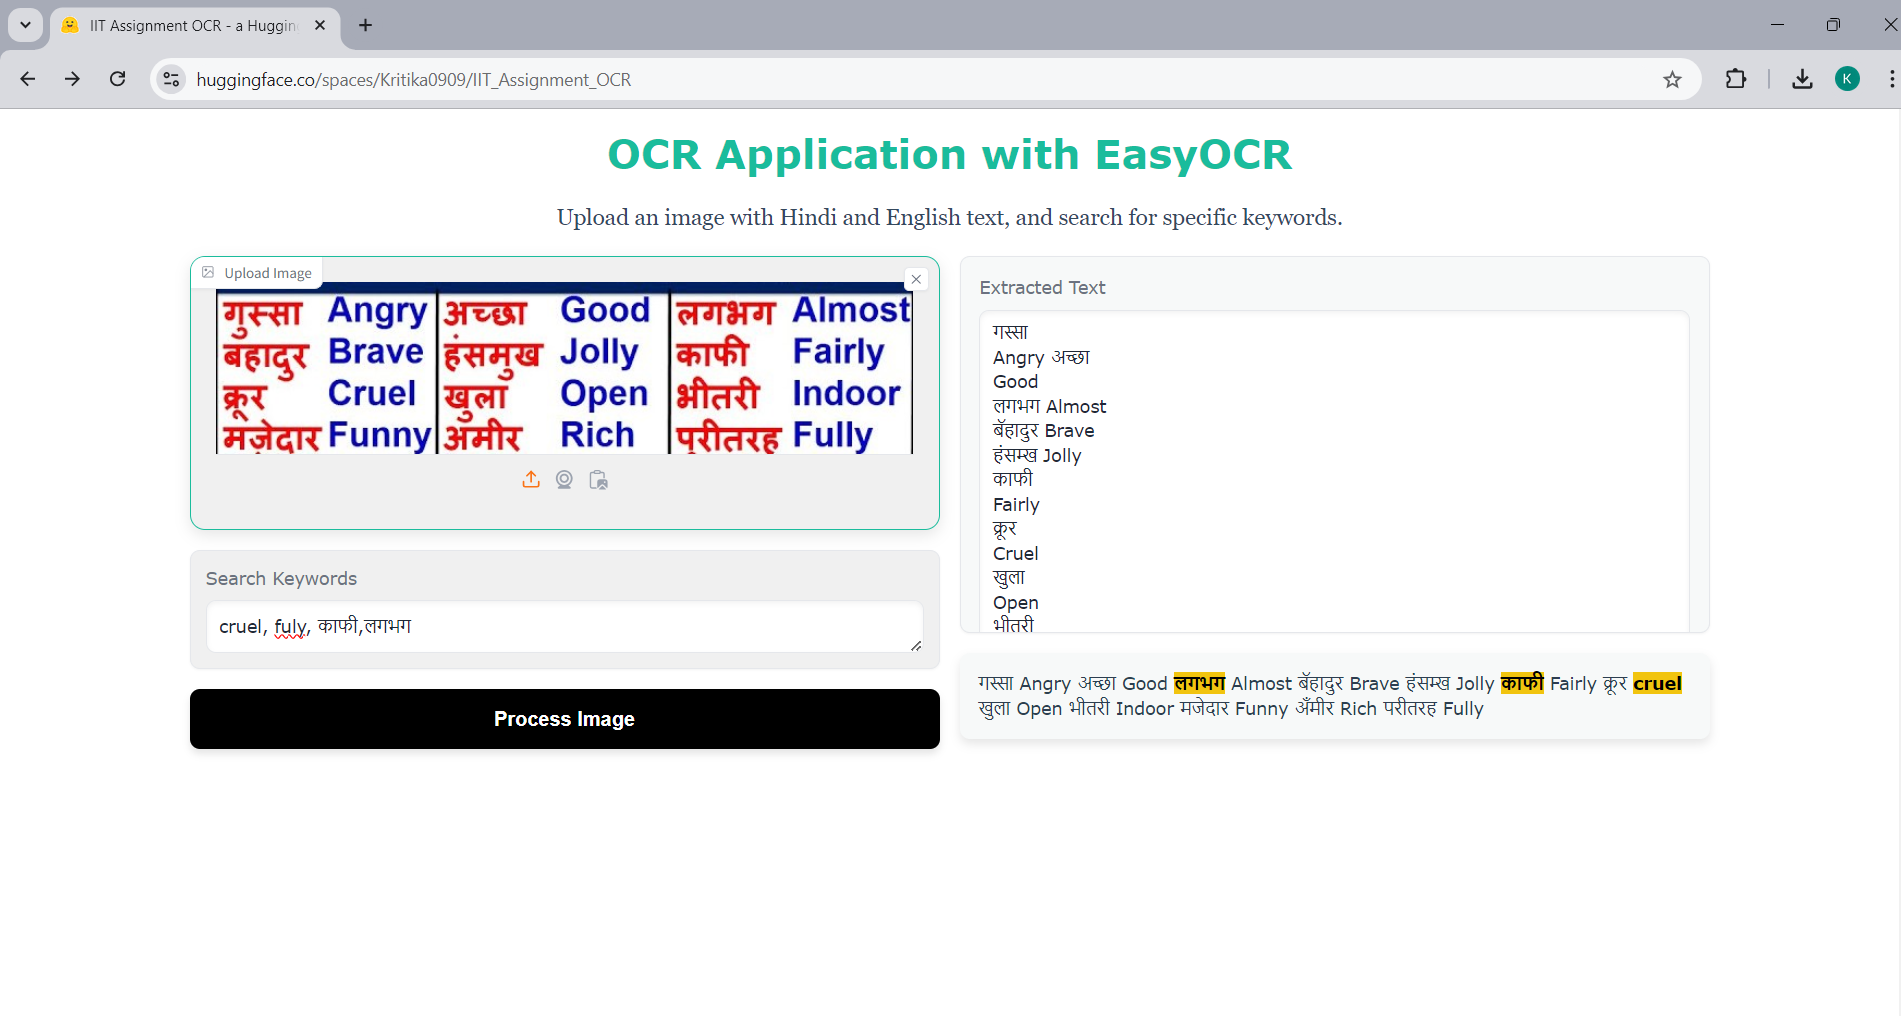 IIT Assignment OCR - a Huggin
huggingface.co/spaces/Kritika0909/IIT_Assignment_OCR
K
OCR Application with EasyOCR
Upload an image with Hindi and English text, and search for specific keywords.
Upload Image
गुस्सा Angry अच्छा Good लगभग Almost
बहादुर Brave हंसमुख Jolly काफी Fairly
क्रूर Cruel खुला Open भीतरी Indoor
मज़ेदार Funny अमीर Rich पूरीतरह Fully
Search Keywords
cruel, fuly, काफी,लगभग
Process Image
Extracted Text
गस्सा
Angry अच्छा
Good
लगभग Almost
बॅहादुर Brave
हंसम्ख Jolly
काफी
Fairly
क्रूर
Cruel
खुला
Open
भीतरी
गस्सा Angry अच्छा Good लगभग Almost बॅहादुर Brave हंसम्ख Jolly काफी Fairly क्रूर cruel
खुला Open भीतरी Indoor मजेदार Funny अँमीर Rich परीतरह Fully